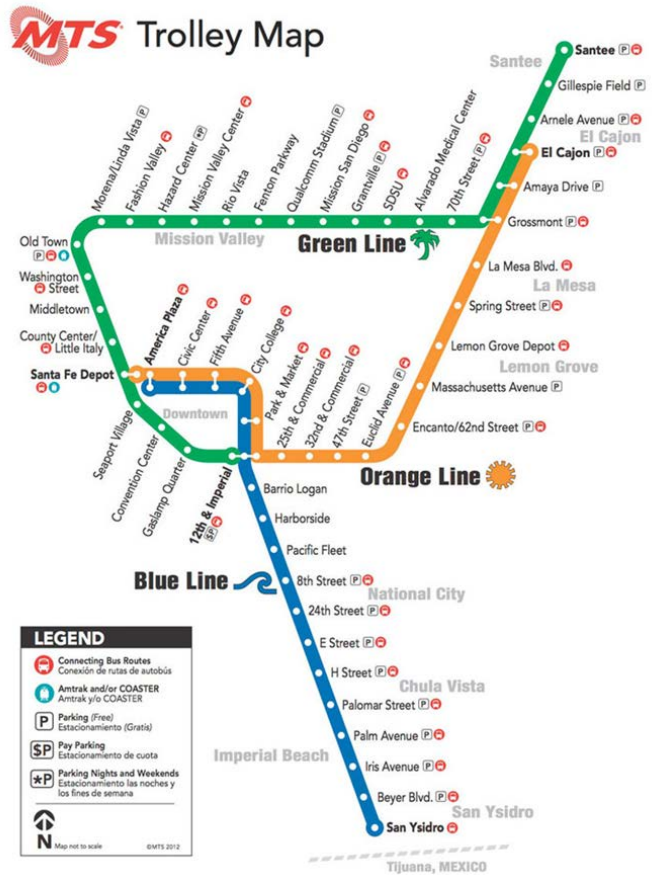 MTS Trolley Map
Santee
Santee P
Gillespie Field P
Arnele Avenue P
El Cajon
El Cajon P
Amaya Drive P
Grossmont P
Morena/Linda Vista P
Fashion Valley
Hazard Center *P
Mission Valley Center
Rio Vista
Fenton Parkway
Qualcomm Stadium P
Mission San Diego
Grantville P
SDSU
Alvarado Medical Center
70th Street P
Mission Valley
Green Line
Old Town
P
Washington
Street
Middletown
County Center/
Little Italy
Santa Fe Depot
La Mesa Blvd.
La Mesa
Spring Street P
Lemon Grove Depot
Lemon Grove
Massachusetts Avenue P
Encanto/62nd Street P
America Plaza
Civic Center
Fifth Avenue
City College
Park & Market
25th & Commercial
32nd & Commercial
47th Street P
Euclid Avenue P
Downtown
Orange Line
Seaport Village
Convention Center
Gaslamp Quarter
12th & Imperial
$P
Barrio Logan
Harborside
Pacific Fleet
Blue Line
8th Street P
National City
24th Street P
E Street P
H Street P
Chula Vista
Palomar Street P
Palm Avenue P
Imperial Beach
Iris Avenue P
Beyer Blvd. P
San Ysidro
San Ysidro
Tijuana, MEXICO
LEGEND
Connecting Bus Routes
Conexión de rutas de autobús
Amtrak and/or COASTER
Amtrak y/o COASTER
P Parking (Free)
Estacionamiento (Gratis)
$P Pay Parking
Estacionamiento de cuota
*P Parking Nights and Weekends
Estacionamiento las noches y
los fines de semana
N Map not to scale ©MTS 2012